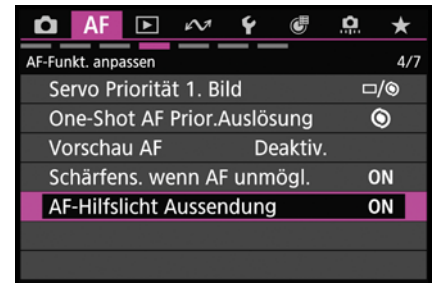 AF
AF-Funkt. anpassen 4/7
Servo Priorität 1. Bild
One-Shot AF Prior.Auslösung
Vorschau AF Deaktiv.
Schärfens. wenn AF unmögl. ON
AF-Hilfslicht Aussendung ON